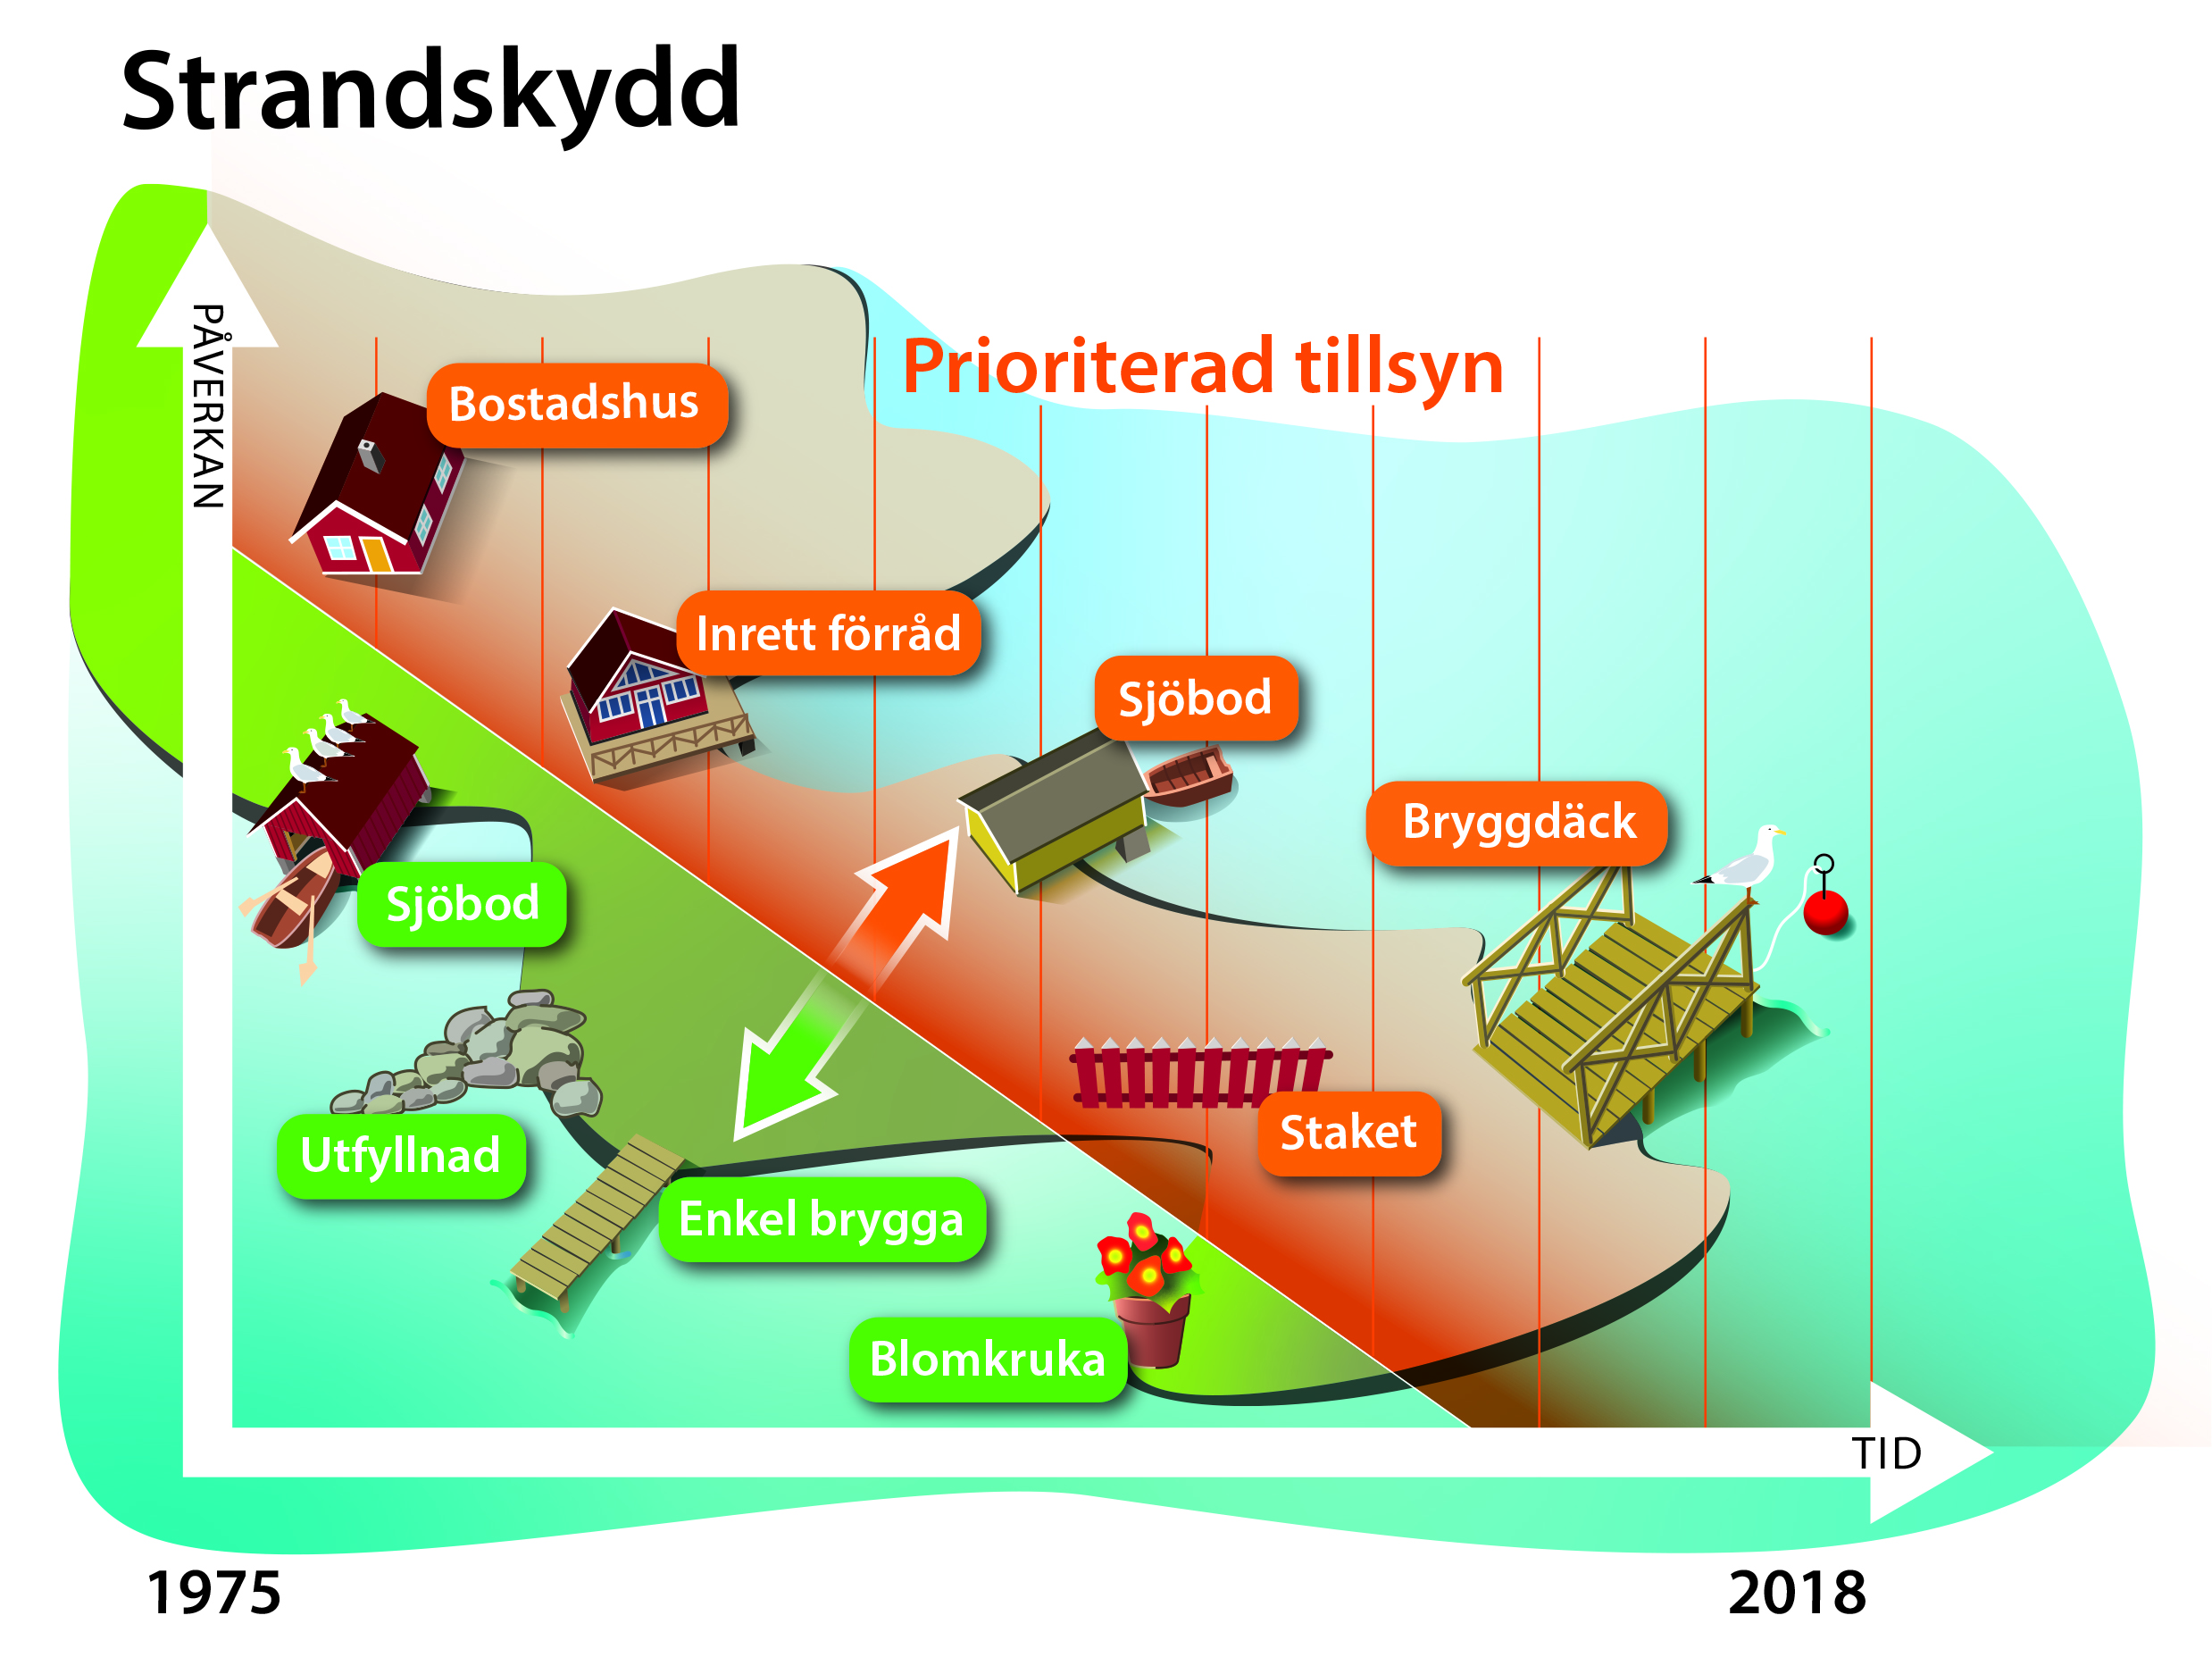 Strandskydd
PÅVERKAN
Prioriterad tillsyn
Bostadshus
Inrett förråd
Sjöbod
Bryggdäck
Sjöbod
Staket
Utfyllnad
Enkel brygga
Blomkruka
TID
1975
2018